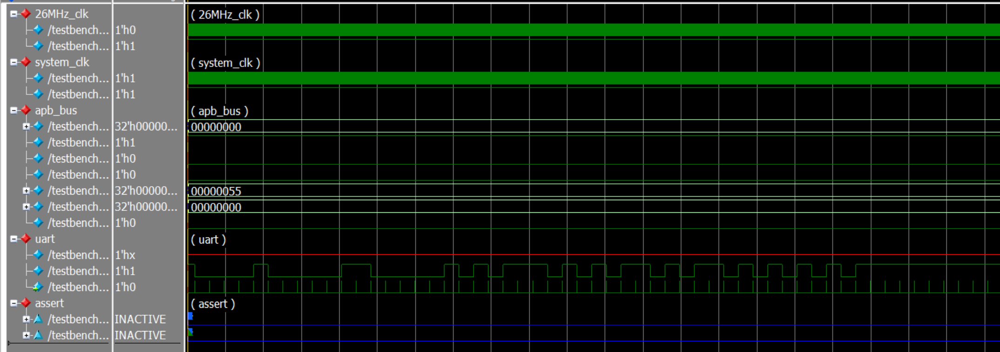 26MHz_clk ( 26MHz_clk )
/testbench... 1'h0
/testbench... 1'h1
system_clk ( system_clk )
/testbench... 1'h1
/testbench... 1'h1
apb_bus ( apb_bus )
/testbench... 32'h00000... 00000000
/testbench... 1'h1
/testbench... 1'h0
/testbench... 1'h0
/testbench... 32'h00000... 00000055
/testbench... 32'h00000... 00000000
/testbench... 1'h0
uart ( uart )
/testbench... 1'hx
/testbench... 1'h1
/testbench... 1'h0
assert ( assert )
/testbench... INACTIVE
/testbench... INACTIVE